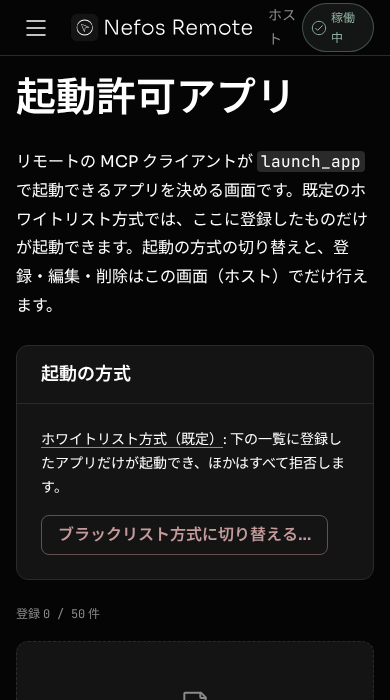 Nefos Remote
ホス
ト
稼働
中
起動許可アプリ
リモートの MCP クライアントが launch_app
で起動できるアプリを決める画面です。既定のホ
ワイトリスト方式では、ここに登録したものだけ
が起動できます。起動の方式の切り替えと、登
録・編集・削除はこの画面（ホスト）でだけ行え
ます。
起動の方式
ホワイトリスト方式（既定）: 下の一覧に登録し
たアプリだけが起動でき、ほかはすべて拒否しま
す。
ブラックリスト方式に切り替える...
登録 0 / 50 件